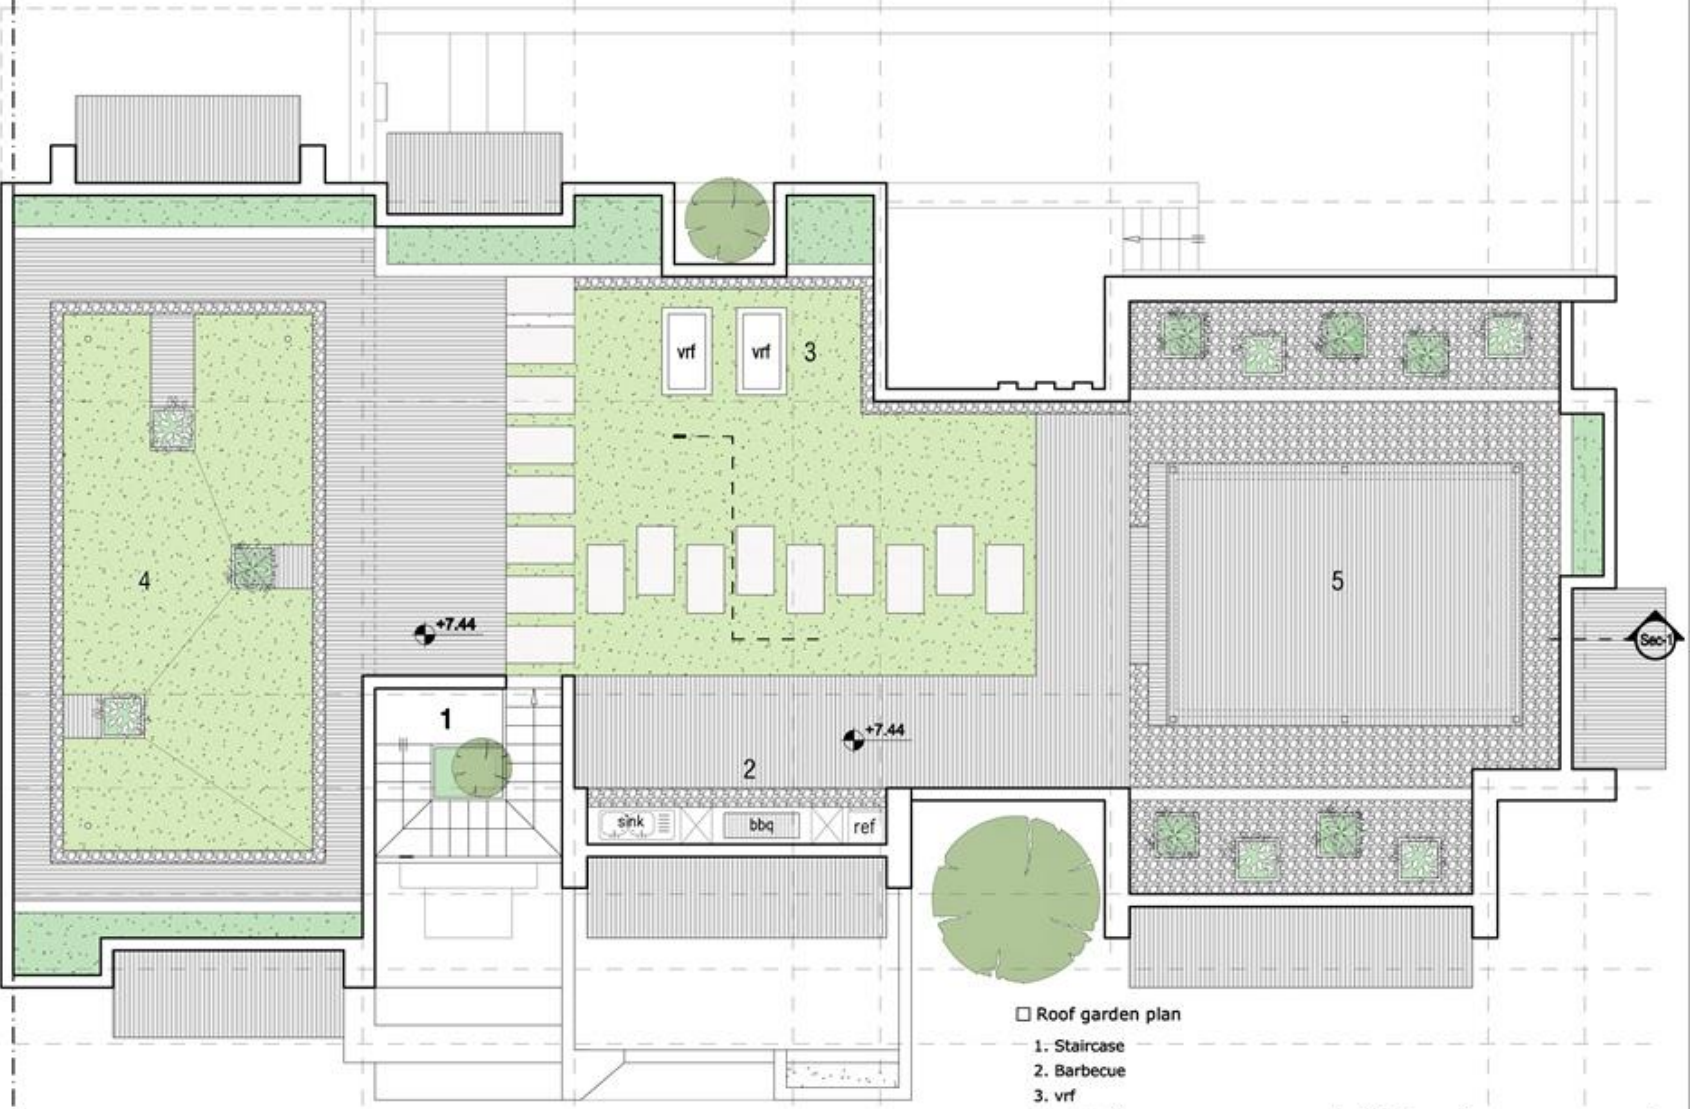 vrf
vrf
3
4
5
+7.44
Sec-1
1
+7.44
2
sink
bbq
ref
Roof garden plan
1. Staircase
2. Barbecue
3. vrf